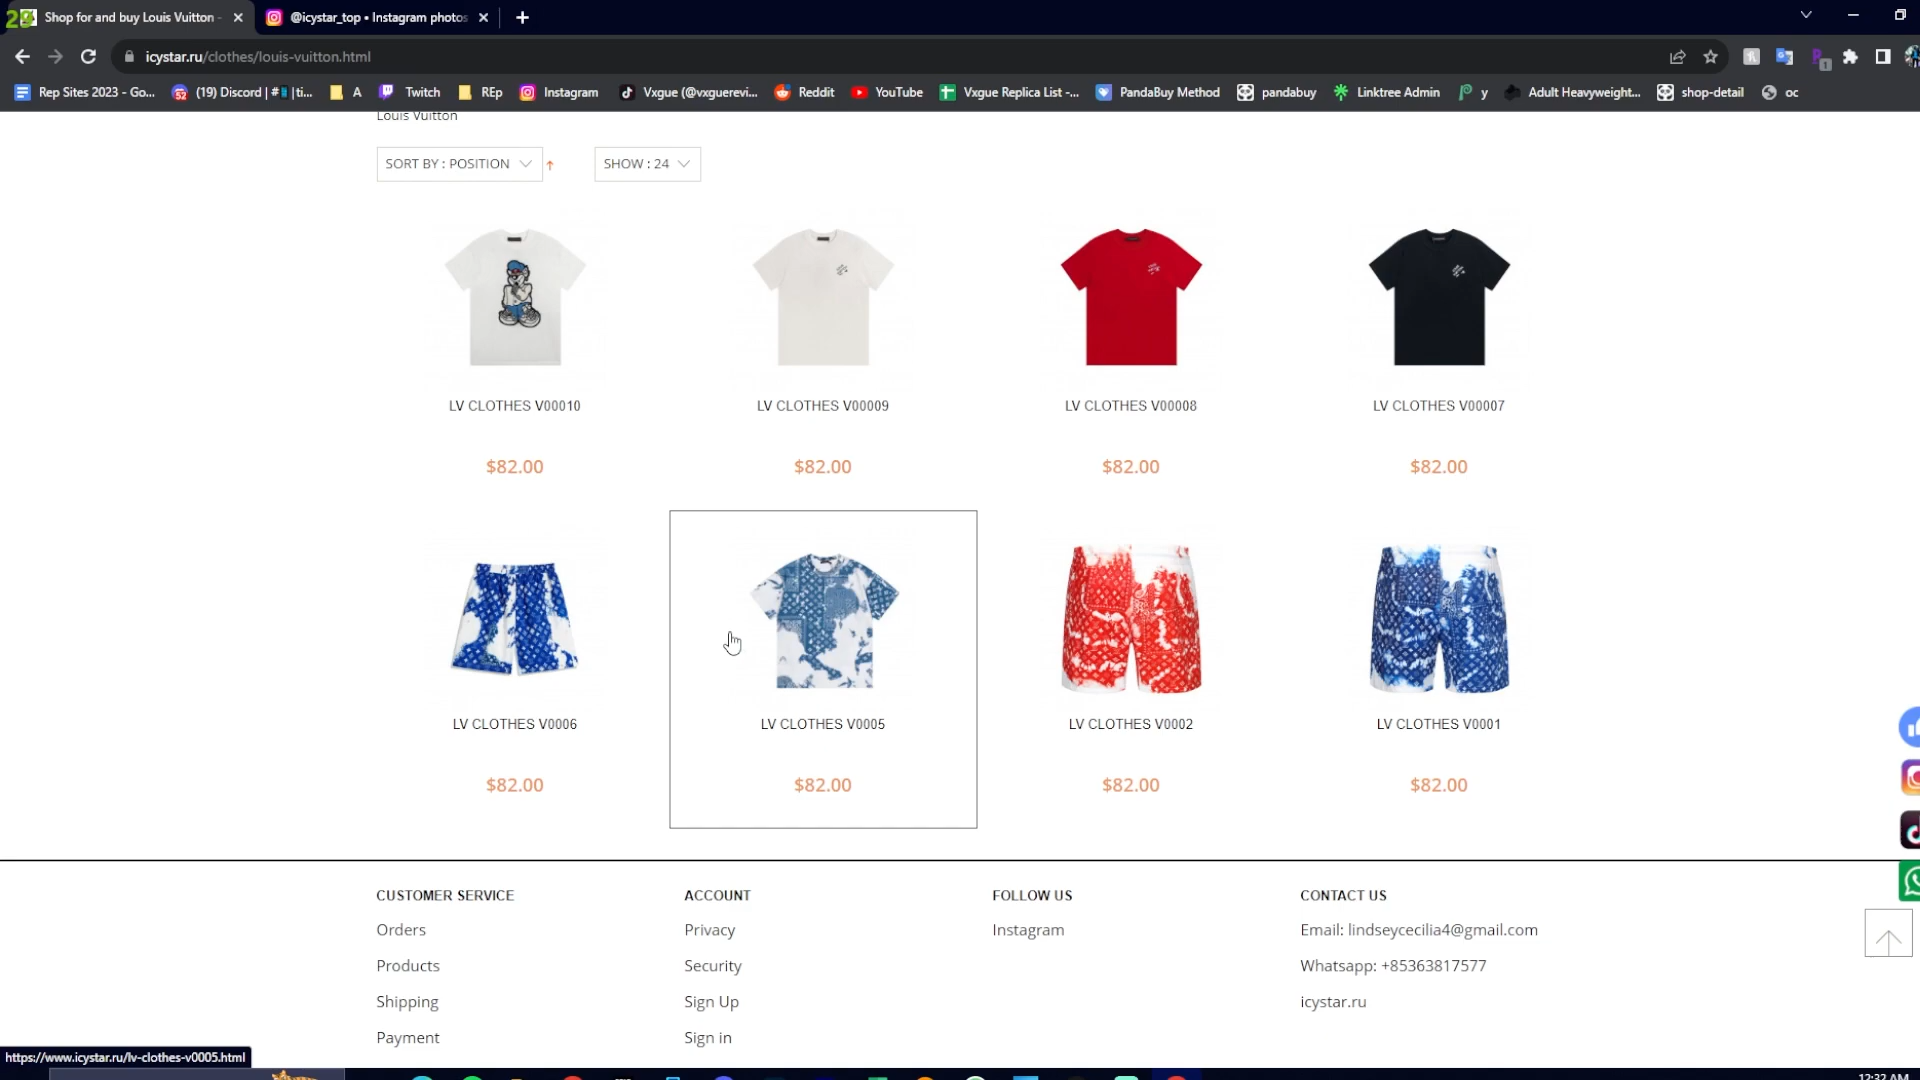 29
Shop for and buy Louis Vuitton -
@icystar_top • Instagram photos
icystar.ru/clothes/louis-vuitton.html
1
Rep Sites 2023 - Go...
52
(19) Discord | #
A
Twitch
REp
Instagram
Vxgue (@vxguerevi...
Reddit
YouTube
Vxgue Replica List -...
PandaBuy Method
pandabuy
Linktree Admin
y
Adult Heavyweight...
shop-detail
oc
Louis Vuitton
SORT BY : POSITION
SHOW : 24
LV CLOTHES V00010
LV CLOTHES V00009
LV CLOTHES V00008
LV CLOTHES V00007
$82.00
$82.00
$82.00
$82.00
LV CLOTHES V0006
LV CLOTHES V0005
LV CLOTHES V0002
LV CLOTHES V0001
$82.00
$82.00
$82.00
$82.00
CUSTOMER SERVICE
Orders
Products
Shipping
Payment
ACCOUNT
Privacy
Security
Sign Up
Sign in
FOLLOW US
Instagram
CONTACT US
Email: lindseycecilia4@gmail.com
Whatsapp: +85363817577
icystar.ru
https://www.icystar.ru/lv-clothes-v0005.html
12:32 AM